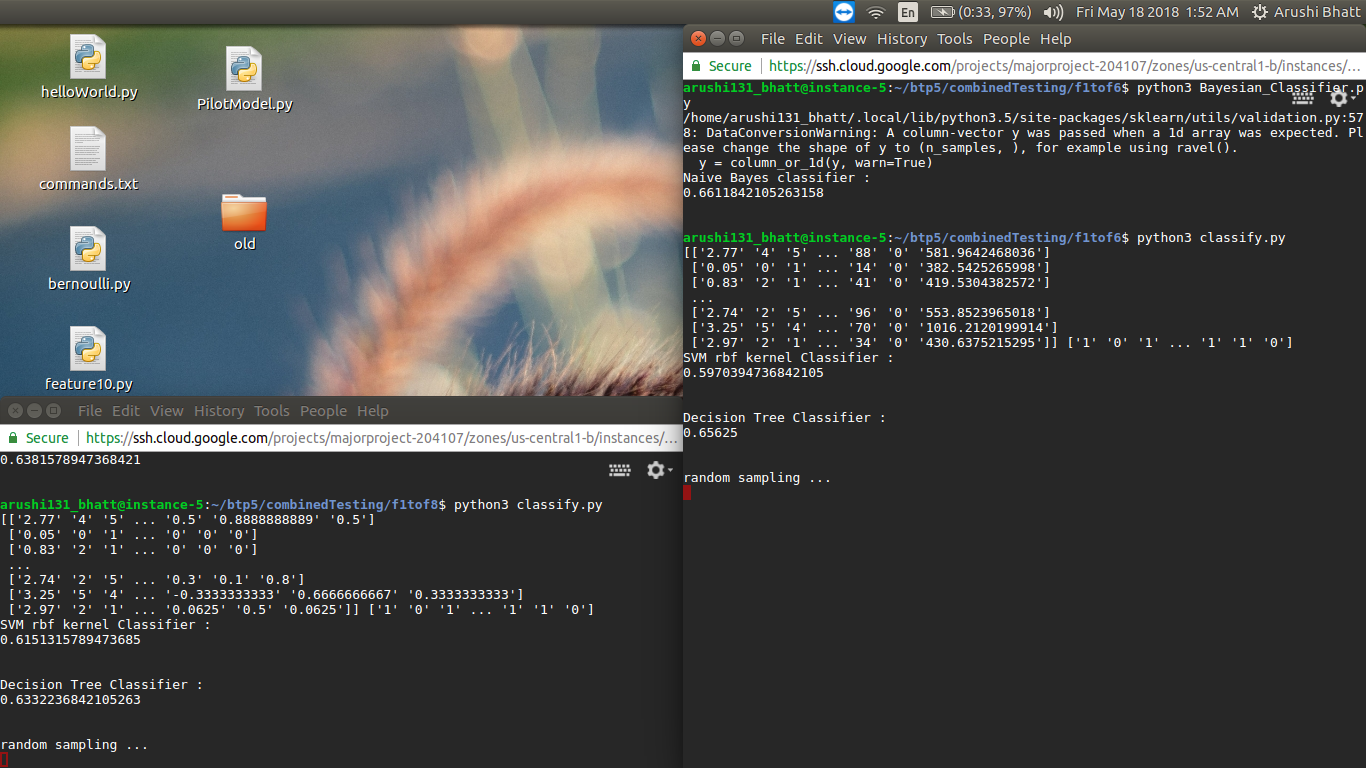 En (0:33, 97%) Fri May 18 2018 1:52 AM Arushi Bhatt
helloWorld.py
PilotModel.py
commands.txt
old
bernoulli.py
feature10.py
File Edit View History Tools People Help
Secure https://ssh.cloud.google.com/projects/majorproject-204107/zones/us-central1-b/instances/...
0.6381578947368421
arushi131_bhatt@instance-5:~/btp5/combinedTesting/f1tof8$ python3 classify.py
[['2.77' '4' '5' ... '0.5' '0.8888888889' '0.5']
['0.05' '0' '1' ... '0' '0' '0']
['0.83' '2' '1' ... '0' '0' '0']
...
['2.74' '2' '5' ... '0.3' '0.1' '0.8']
['3.25' '5' '4' ... '-0.3333333333' '0.6666666667' '0.3333333333']
['2.97' '2' '1' ... '0.0625' '0.5' '0.0625']] ['1' '0' '1' ... '1' '1' '0']
SVM rbf kernel Classifier :
0.6151315789473685
Decision Tree Classifier :
0.6332236842105263
random sampling ...
File Edit View History Tools People Help
Secure https://ssh.cloud.google.com/projects/majorproject-204107/zones/us-central1-b/instances/...
arushi131_bhatt@instance-5:~/btp5/combinedTesting/f1tof6$ python3 Bayesian_Classifier.p
y
/home/arushi131_bhatt/.local/lib/python3.5/site-packages/sklearn/utils/validation.py:57
8: DataConversionWarning: A column-vector y was passed when a 1d array was expected. Pl
ease change the shape of y to (n_samples, ), for example using ravel().
y = column_or_1d(y, warn=True)
Naive Bayes classifier :
0.6611842105263158
arushi131_bhatt@instance-5:~/btp5/combinedTesting/f1tof6$ python3 classify.py
[['2.77' '4' '5' ... '88' '0' '581.9642468036']
['0.05' '0' '1' ... '14' '0' '382.5425265998']
['0.83' '2' '1' ... '41' '0' '419.5304382572']
...
['2.74' '2' '5' ... '96' '0' '553.8523965018']
['3.25' '5' '4' ... '70' '0' '1016.2120199914']
['2.97' '2' '1' ... '34' '0' '430.6375215295']] ['1' '0' '1' ... '1' '1' '0']
SVM rbf kernel Classifier :
0.5970394736842105
Decision Tree Classifier :
0.65625
random sampling ...